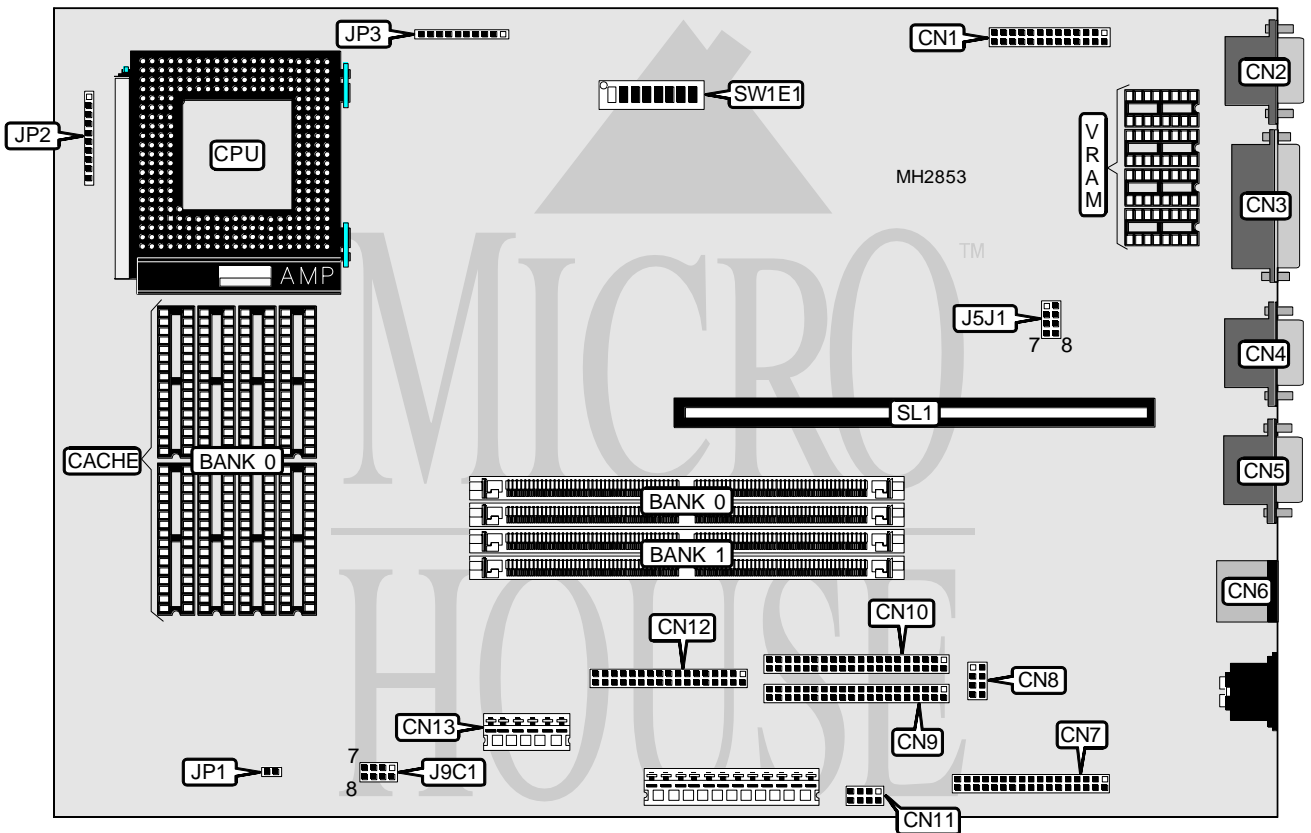 JP3
CN1
CN2
SW1E1
JP2
VRAM
CPU
MH2853
CN3
TM
AMP
MICRO
J5J1
7 8
CN4
SL1
CACHE
BANK 0
CN5
BANK 0
BANK 1
HOUSE
CN6
CN10
CN12
CN8
CN13
CN9
CN7
7
JP1
J9C1
8
CN11